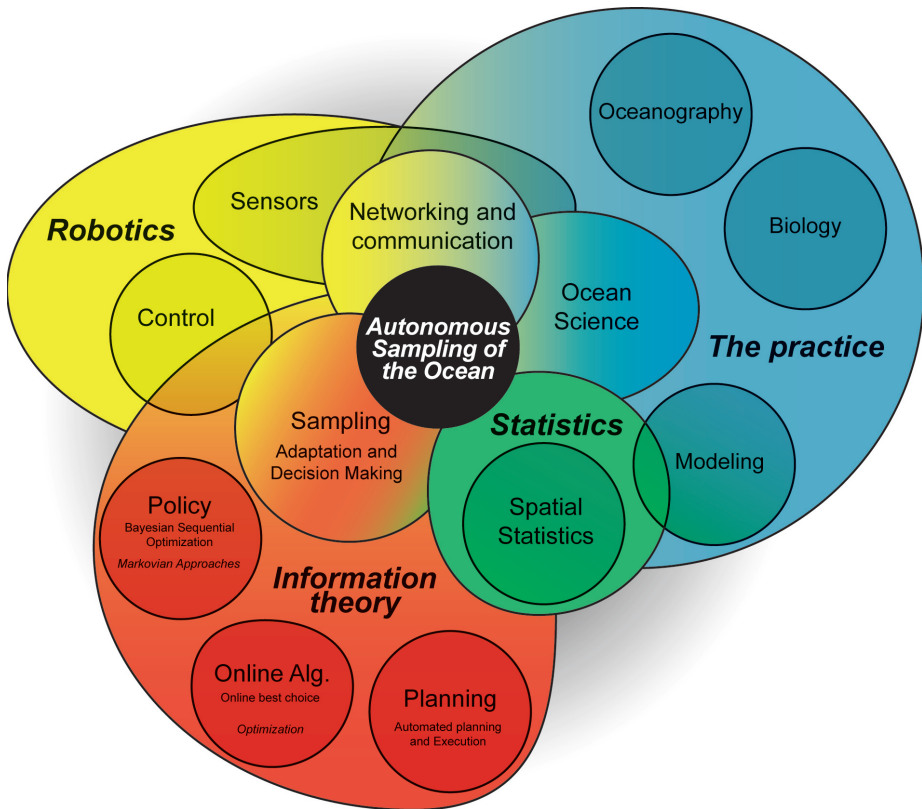 Oceanography
Sensors
Networking and
communication
Biology
Robotics
Ocean
Science
Control
Autonomous
Sampling of
the Ocean
The practice
Sampling
Adaptation and
Decision Making
Statistics
Modeling
Policy
Bayesian Sequential
Optimization
Markovian Approaches
Spatial
Statistics
Information
theory
Online Alg.
Online best choice
Optimization
Planning
Automated planning
and Execution